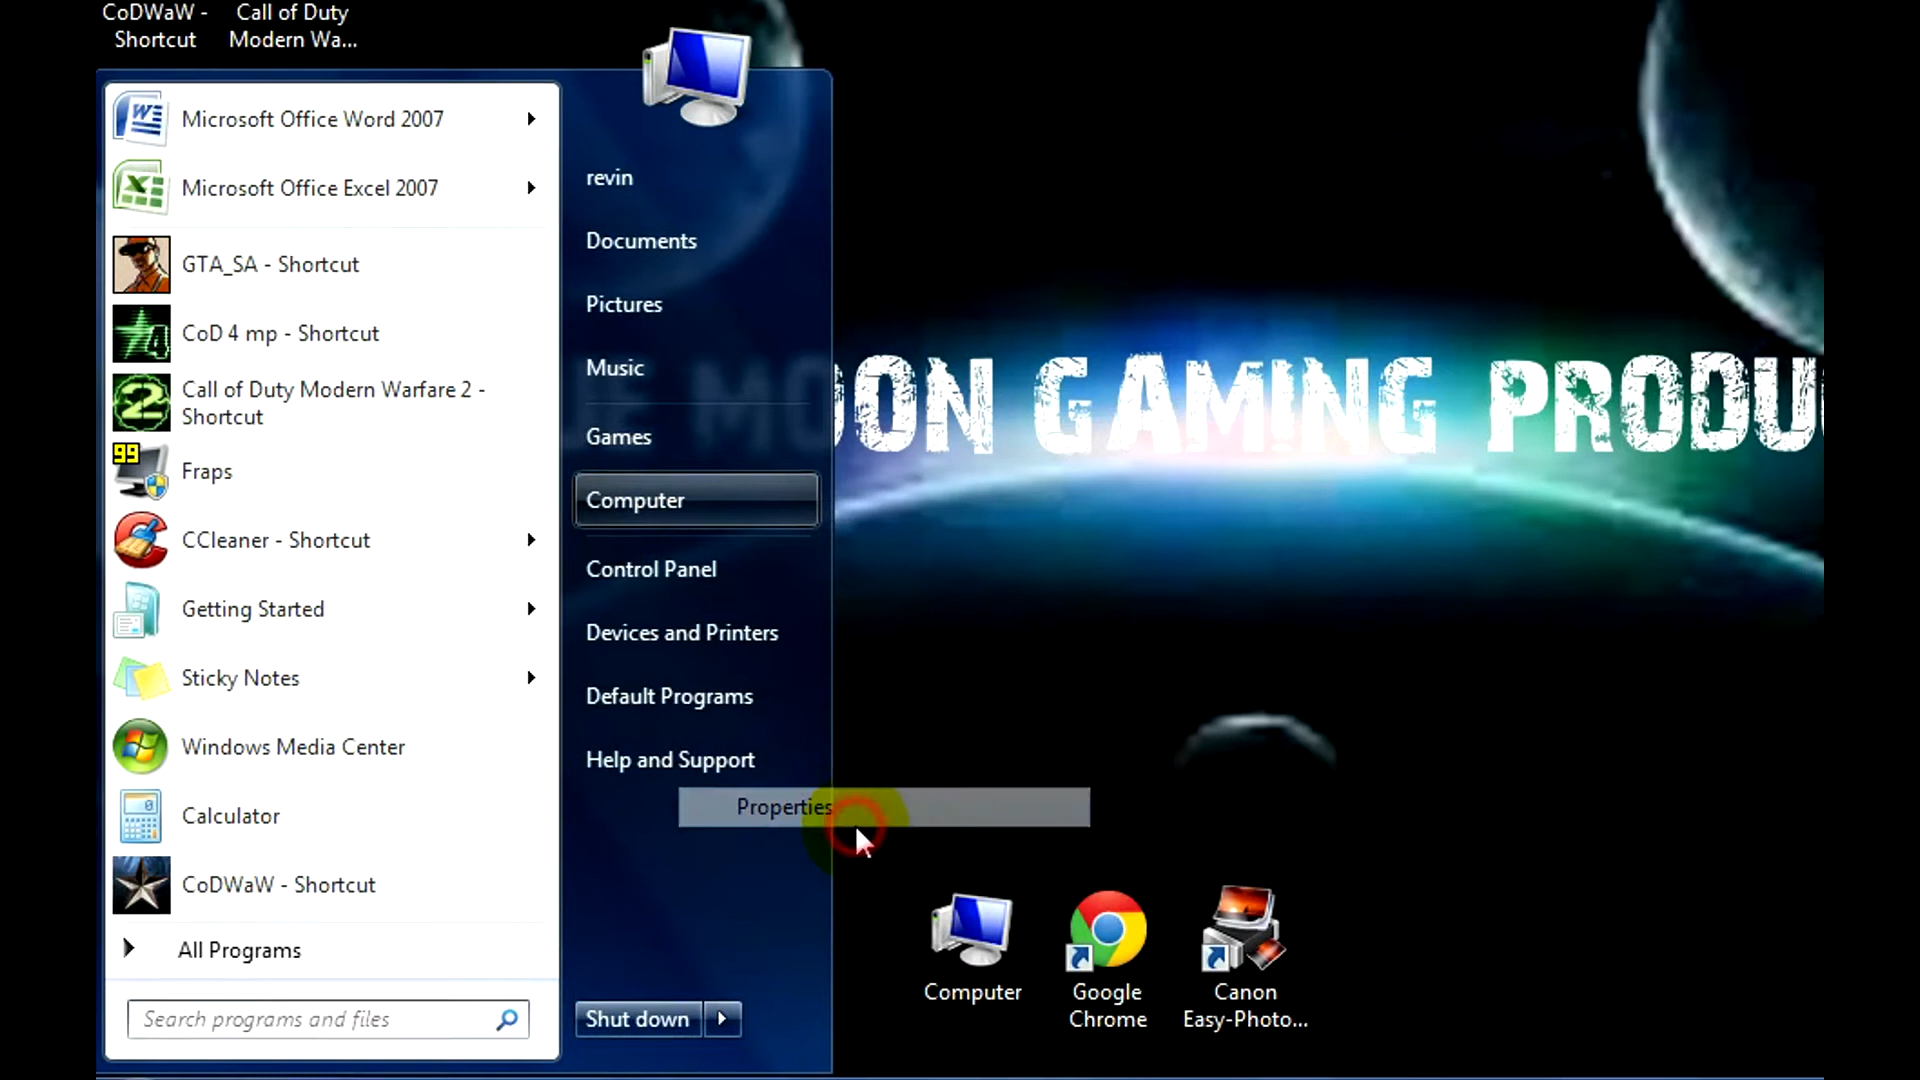 CoDWaW -
Shortcut
Call of Duty
Modern Wa...
Microsoft Office Word 2007
Microsoft Office Excel 2007
GTA_SA - Shortcut
CoD 4 mp - Shortcut
Call of Duty Modern Warfare 2 -
Shortcut
99
Fraps
CCleaner - Shortcut
Getting Started
Sticky Notes
Windows Media Center
Calculator
CoDWaW - Shortcut
All Programs
Search programs and files
revin
Documents
Pictures
Music
Games
Computer
Control Panel
Devices and Printers
Default Programs
Help and Support
Properties
Shut down
MOON GAMING PRODU
Computer
Google
Chrome
Canon
Easy-Photo...